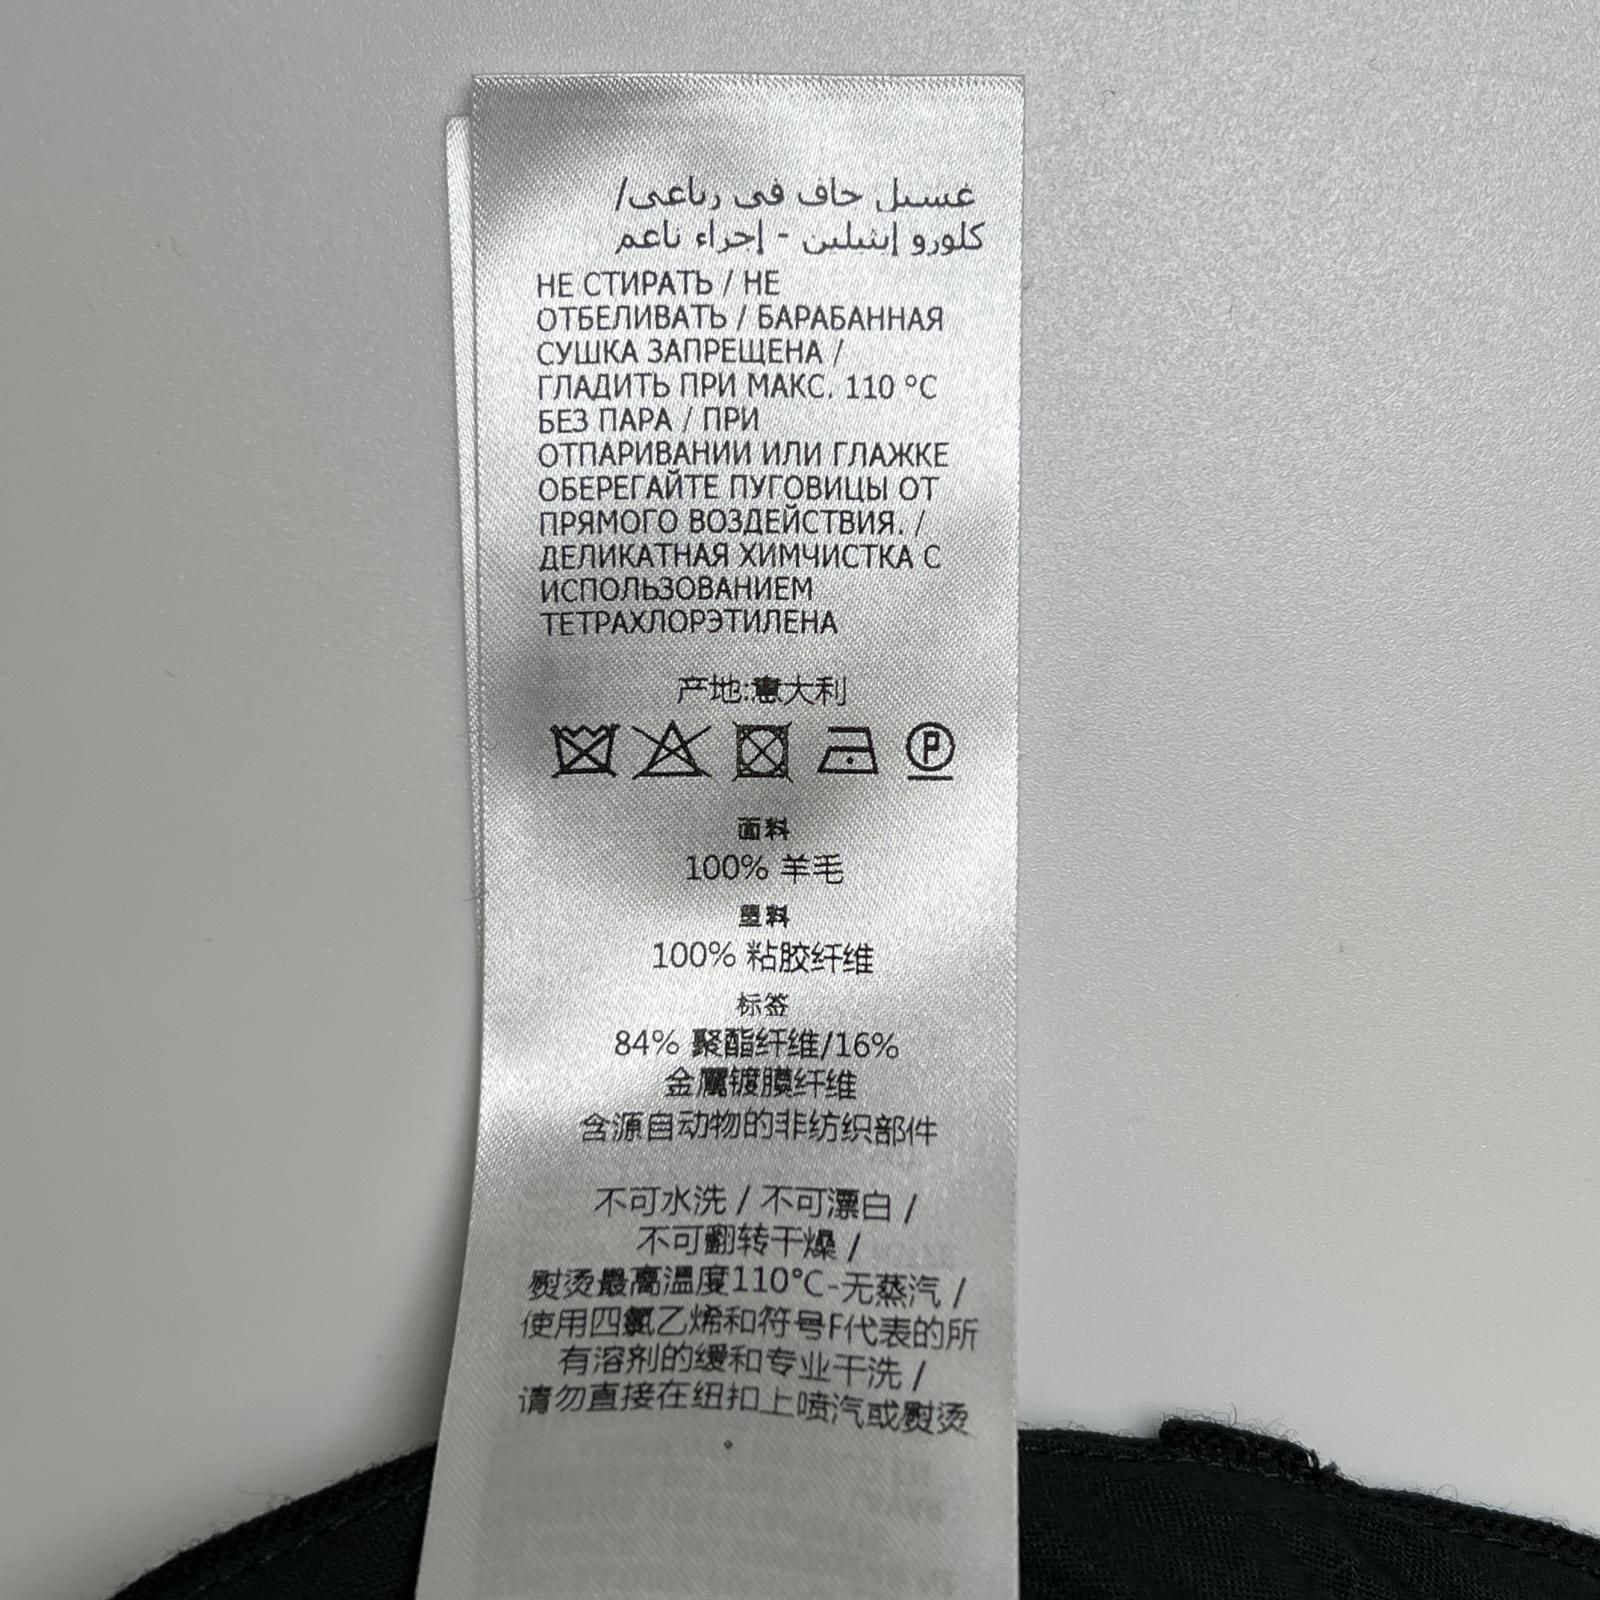 غسيل جاف في رباعي/
كلورو إيثيلين - إجراء ناعم
НЕ СТИРАТЬ / НЕ
ОТБЕЛИВАТЬ / БАРАБАННАЯ
СУШКА ЗАПРЕЩЕНА /
ГЛАДИТЬ ПРИ МАКС. 110 °C
БЕЗ ПАРА / ПРИ
ОТПАРИВАНИИ ИЛИ ГЛАЖКЕ
ОБЕРЕГАЙТЕ ПУГОВИЦЫ ОТ
ПРЯМОГО ВОЗДЕЙСТВИЯ. /
ДЕЛИКАТНАЯ ХИМЧИСТКА С
ИСПОЛЬЗОВАНИЕМ
ТЕТРАХЛОРЭТИЛЕНА
产地:意大利
P
面料
100% 羊毛
里料
100% 粘胶纤维
标签
84% 聚酯纤维/16%
金属镀膜纤维
含源自动物的非纺织部件
不可水洗 / 不可漂白 /
不可翻转干燥 /
熨烫最高温度110°C-无蒸汽 /
使用四氯乙烯和符号F代表的所
有溶剂的缓和专业干洗 /
请勿直接在纽扣上喷汽或熨烫